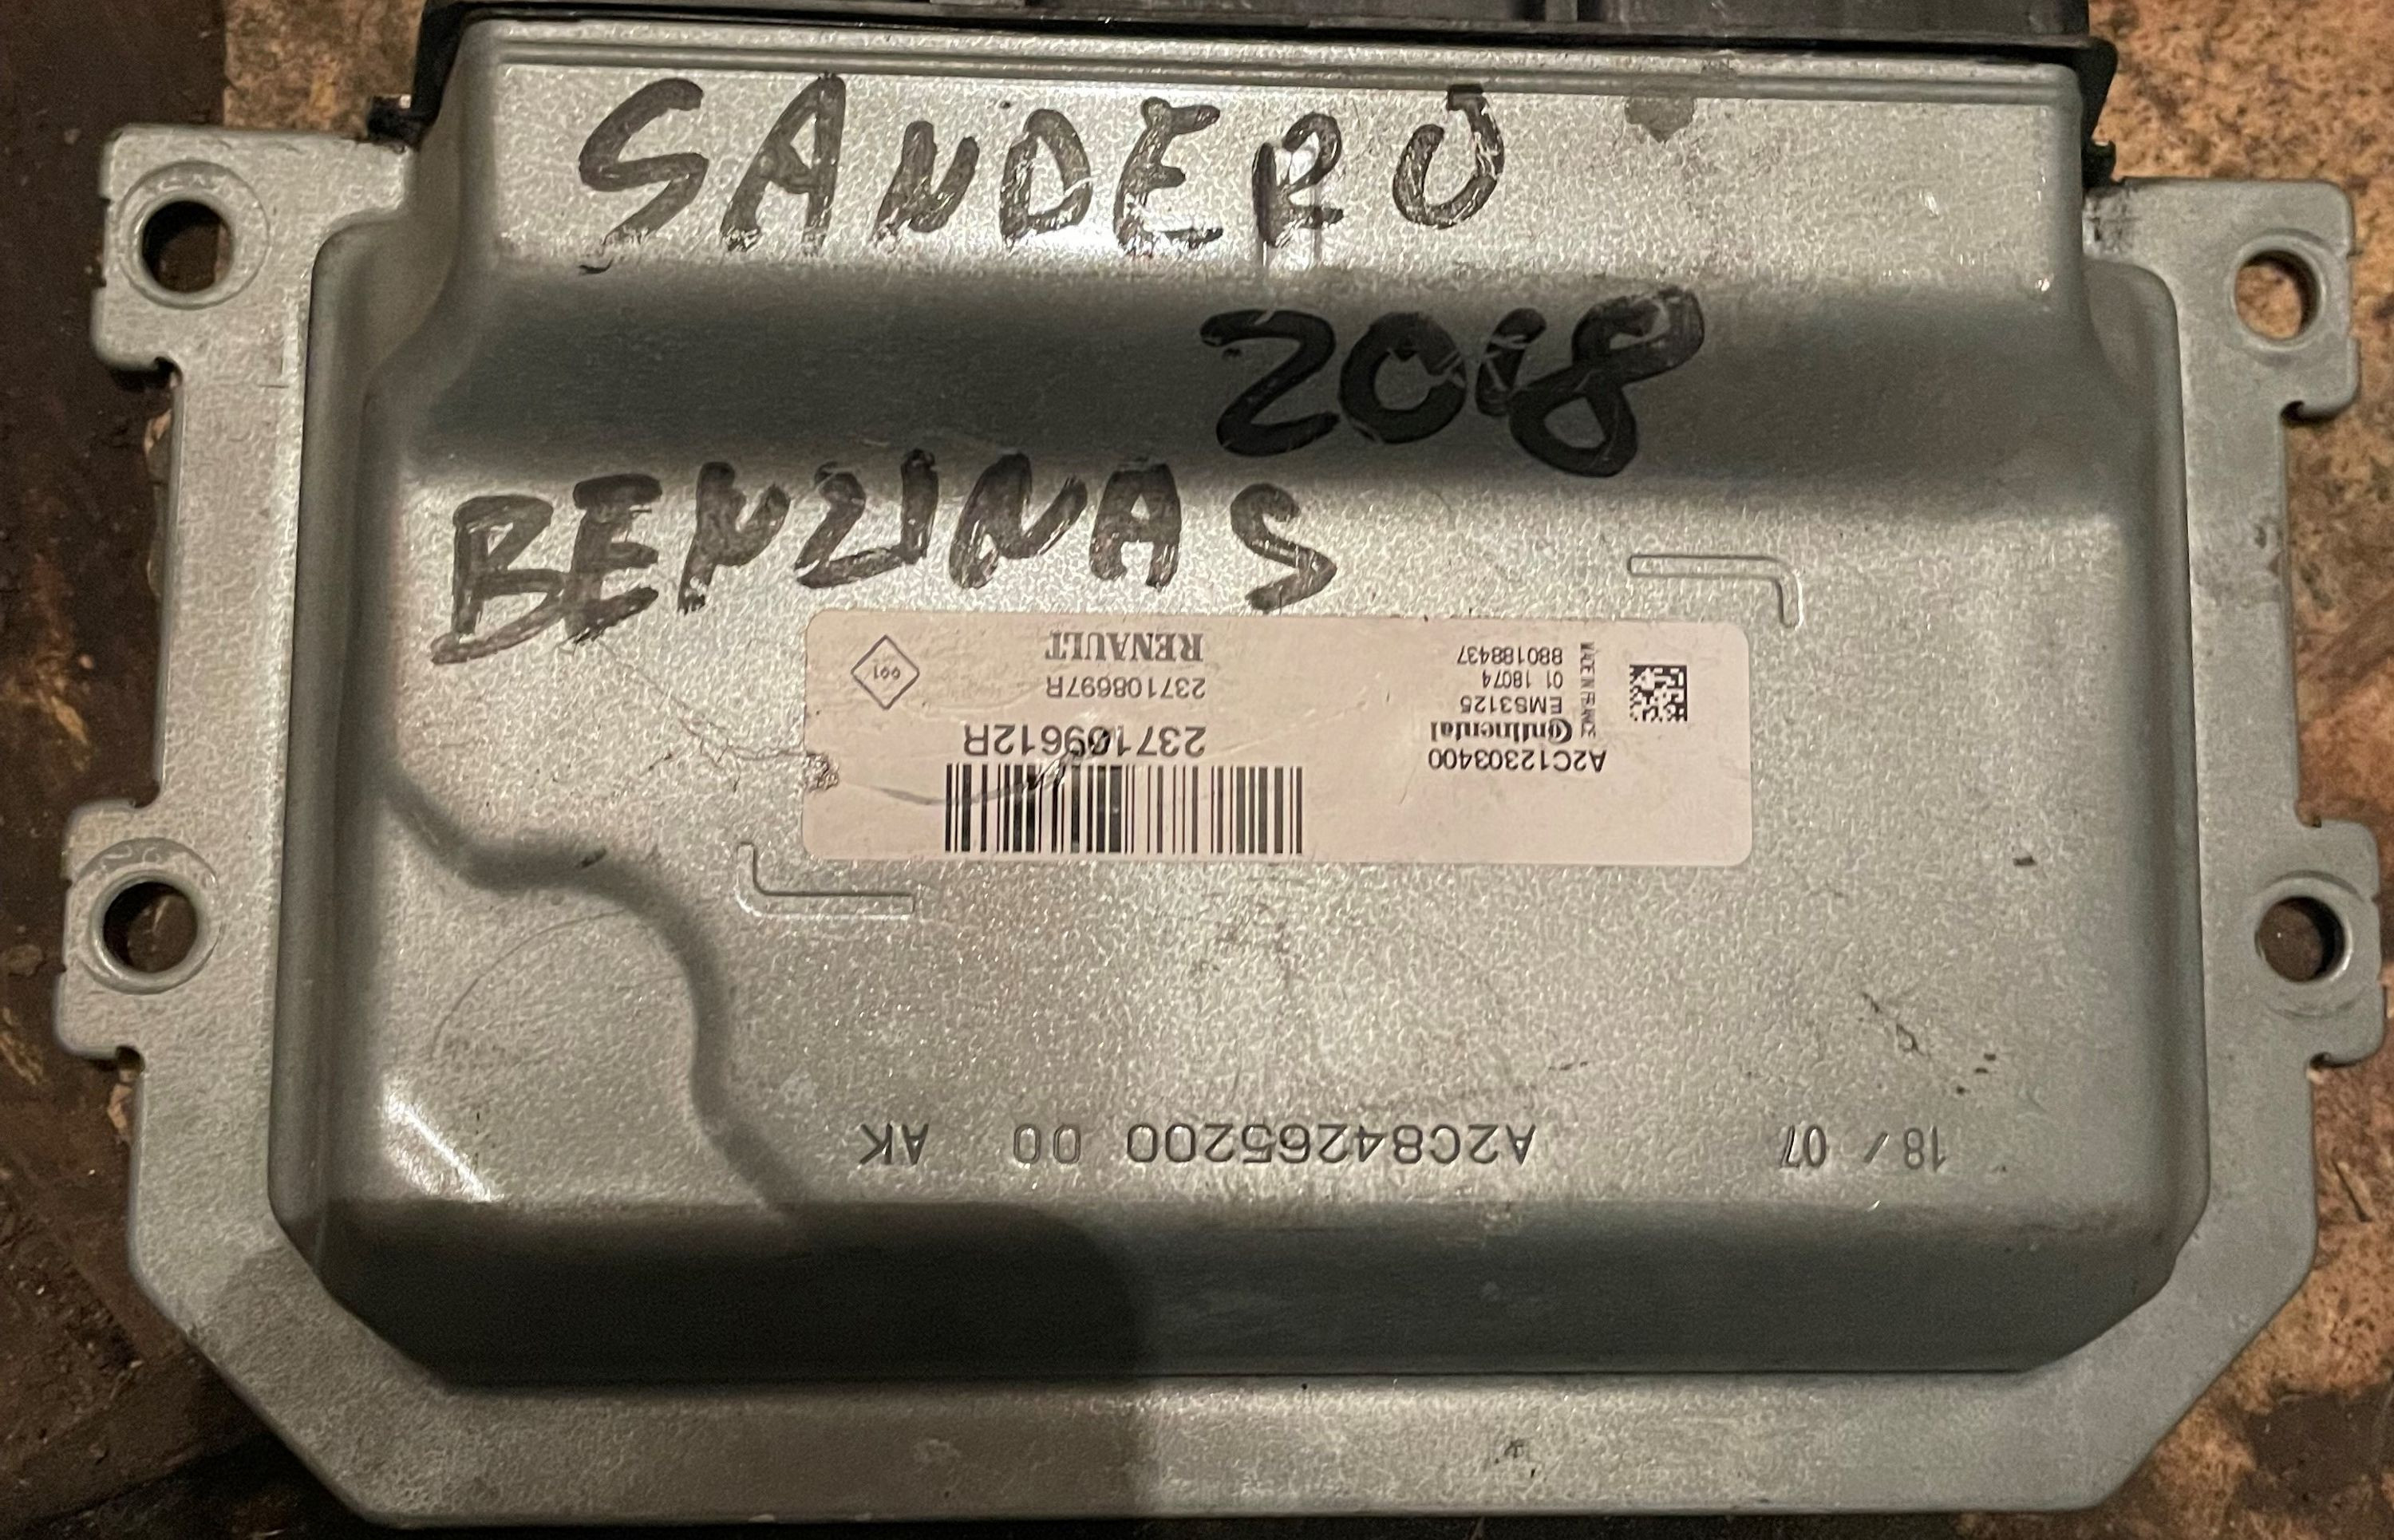 SANDERO
2018
BENZINAS
A2C12303400
Continental
EMS3125
01 18074
880188437
MADE IN FRANCE
237109612R
237108697R
RENAULT
001
18 / 07 A2C84265200 00 AK